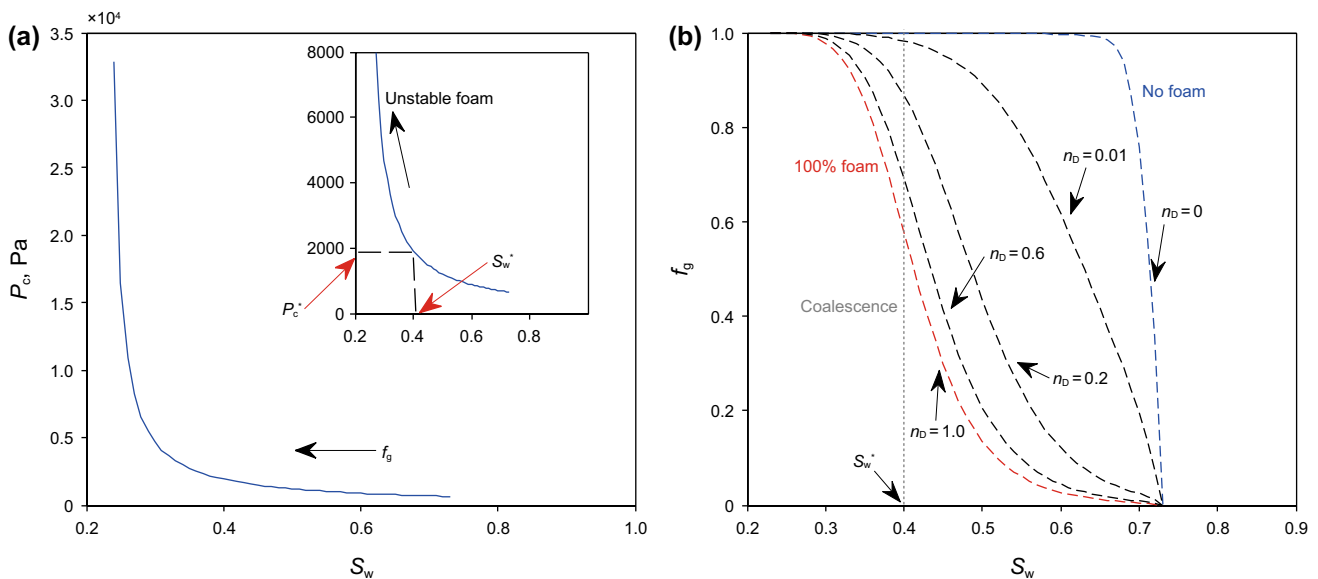 (a)
×10⁴
3.5
3.0
2.5
2.0
1.5
1.0
0.5
0
P_c, Pa
0.2
0.4
0.6
0.8
1.0
S_w
f_g
8000
6000
4000
2000
0
0.2
0.4
0.6
0.8
Unstable foam
S_w*
P_c*
(b)
1.0
0.8
0.6
0.4
0.2
0
f_g
0.2
0.3
0.4
0.5
0.6
0.7
0.8
0.9
S_w
No foam
n_D = 0.01
100% foam
n_D = 0
n_D = 0.6
Coalescence
n_D = 0.2
n_D = 1.0
S_w*